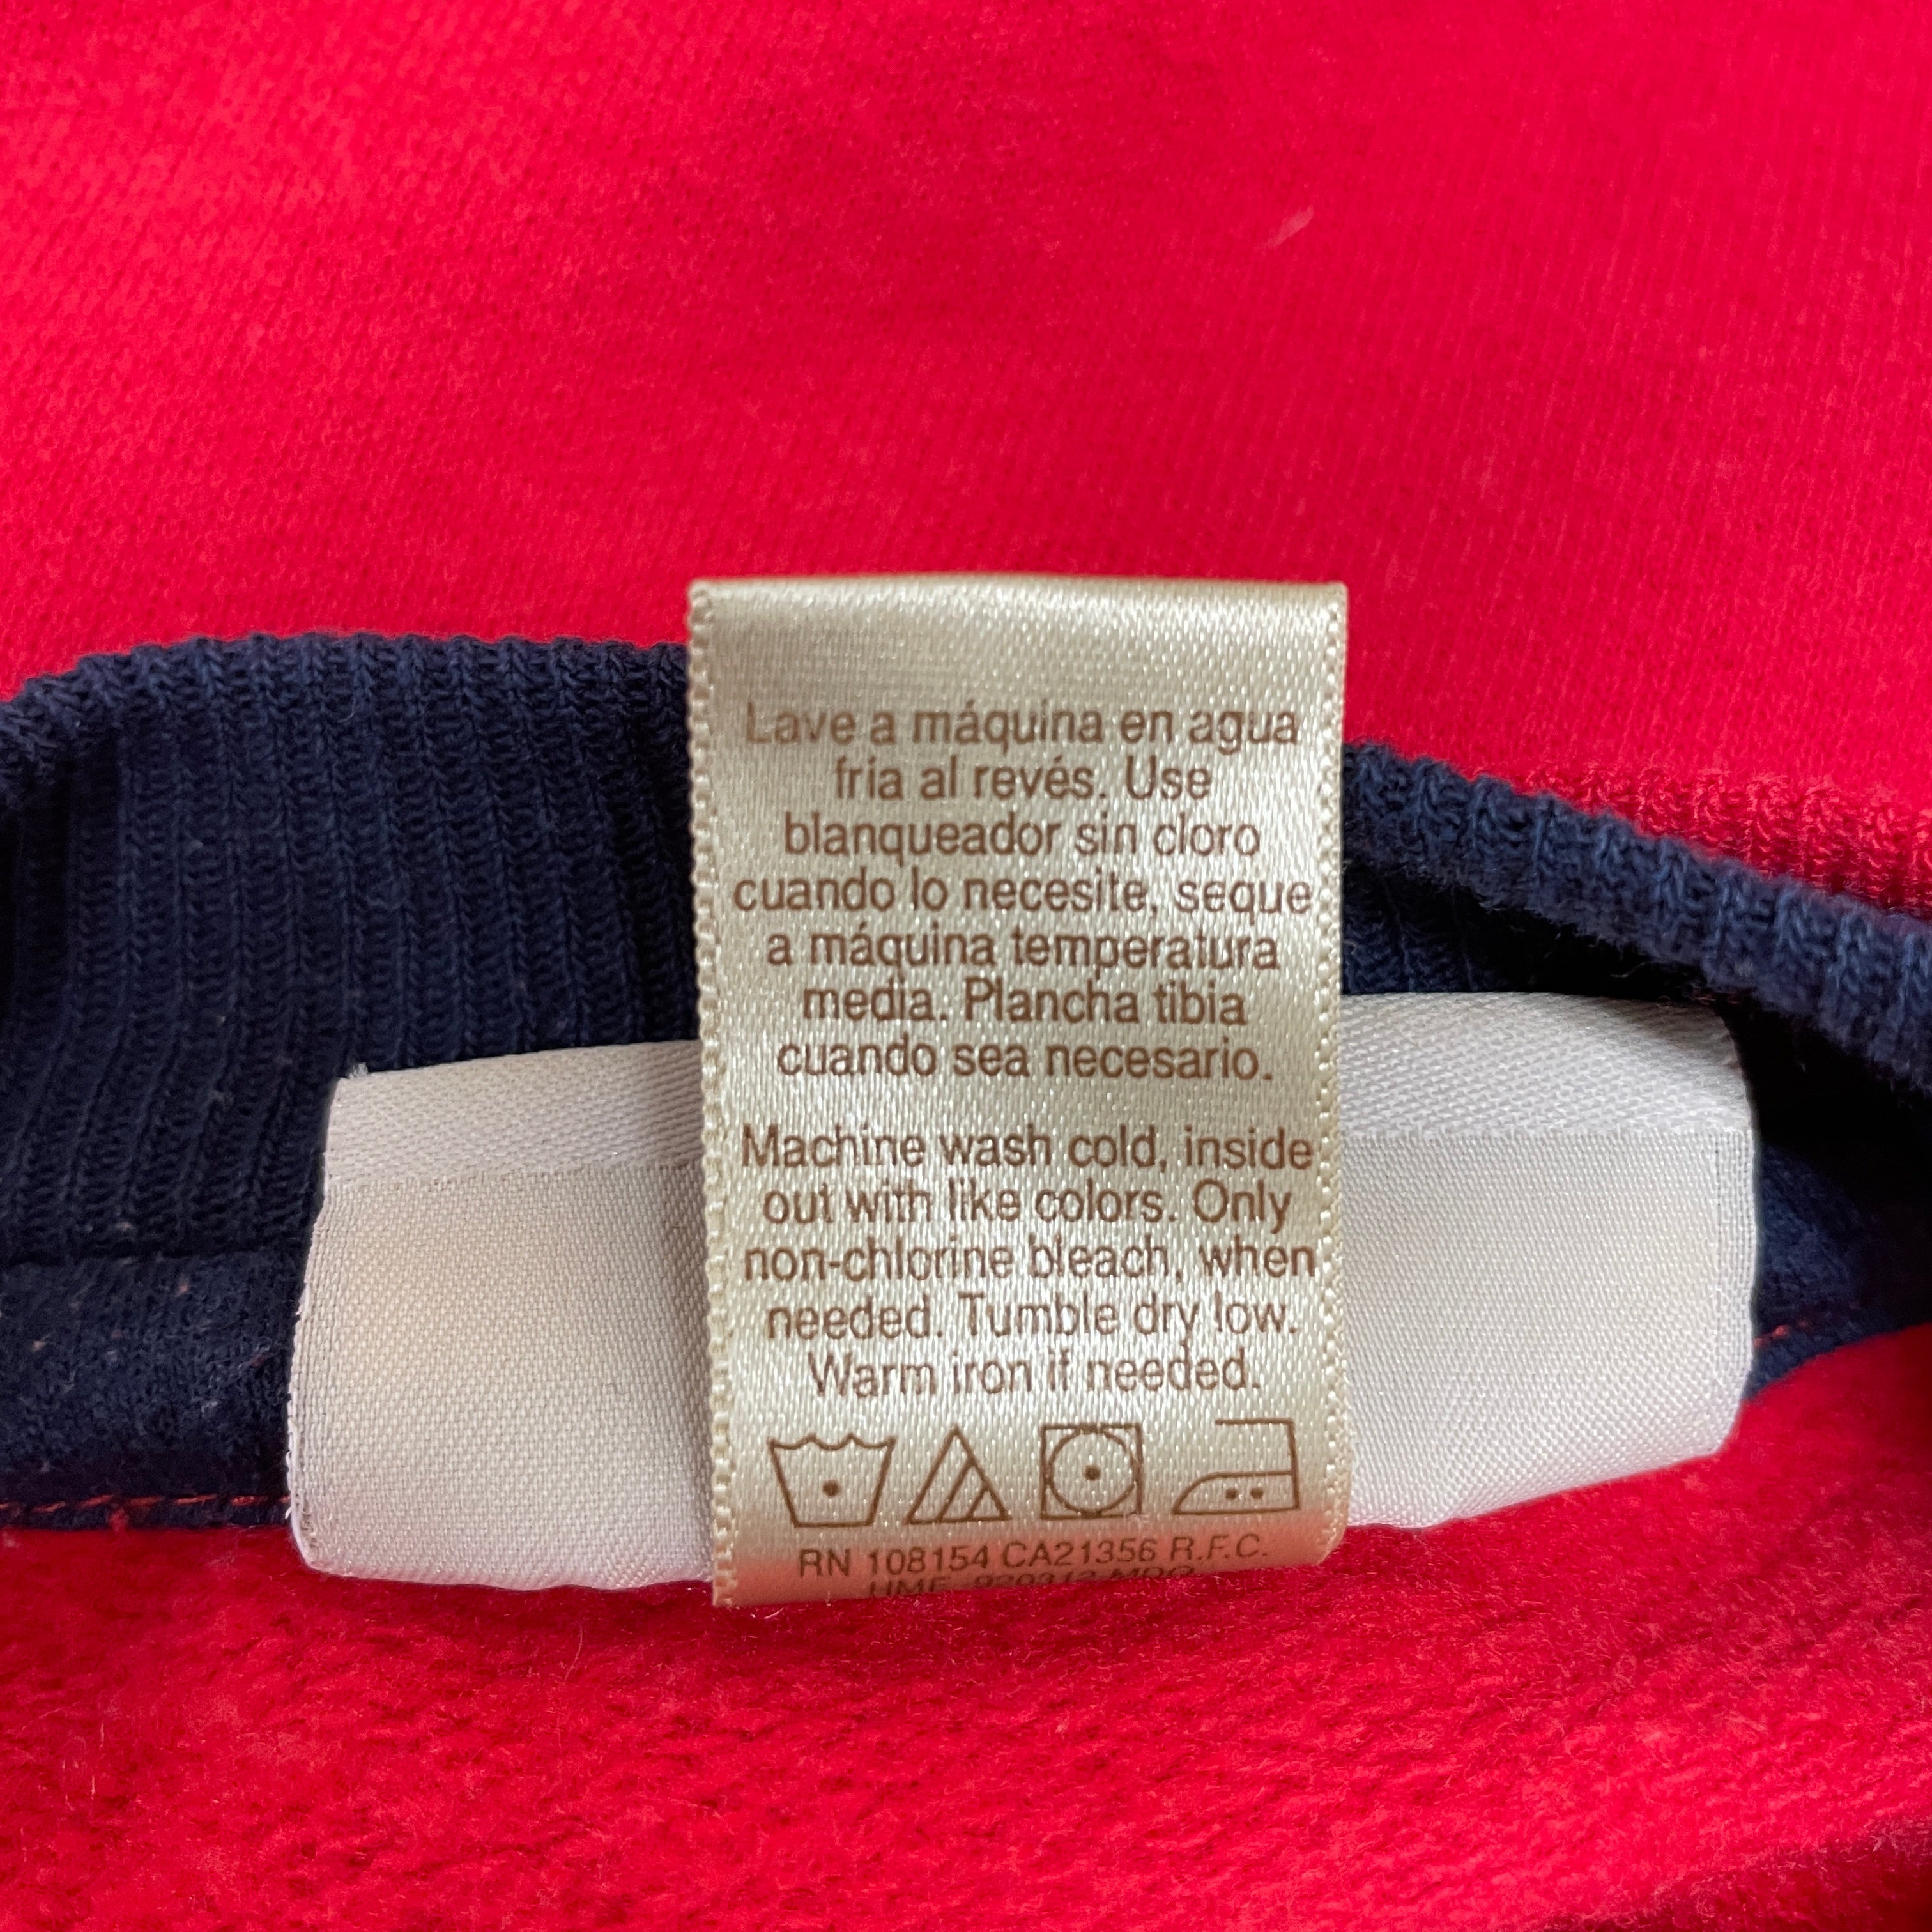 Lave a máquina en agua
fria al revés. Use
blanqueador sin cloro
cuando lo necesite, seque
a máquina temperatura
media. Plancha tibia
cuando sea necesario.
Machine wash cold, inside
out with like colors. Only
non-chlorine bleach, when
needed. Tumble dry low.
Warm iron if needed.
RN 108154 CA21356 R.F.C.